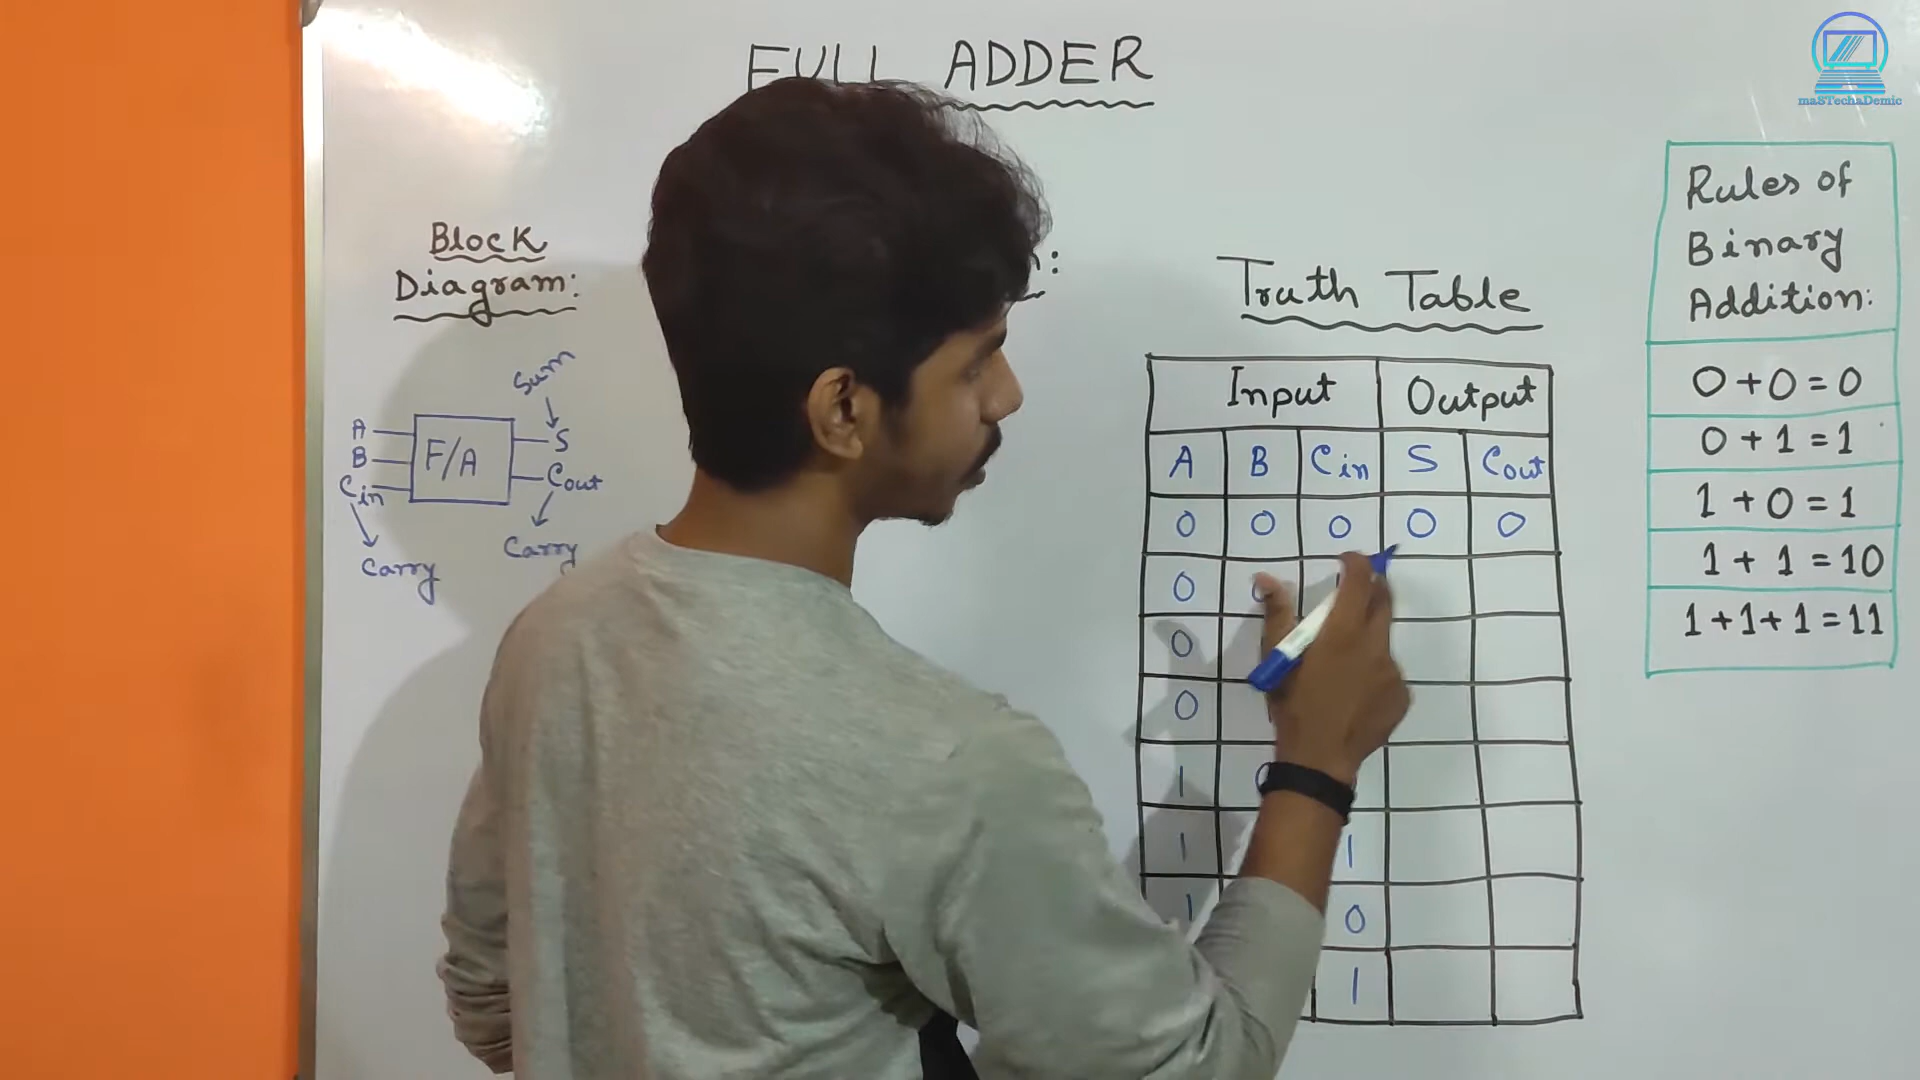 FULL ADDER
maSTechaDemic
Block
Diagram:
Sum
A
B
Cin
F/A
S
Cout
Carry
Carry
Truth Table
Input Output
A B Cin S Cout
0 0 0 0 0
0
0
0
1 0
1 1
1 0
1
Rules of
Binary
Addition:
0 + 0 = 0
0 + 1 = 1
1 + 0 = 1
1 + 1 = 10
1 + 1 + 1 = 11